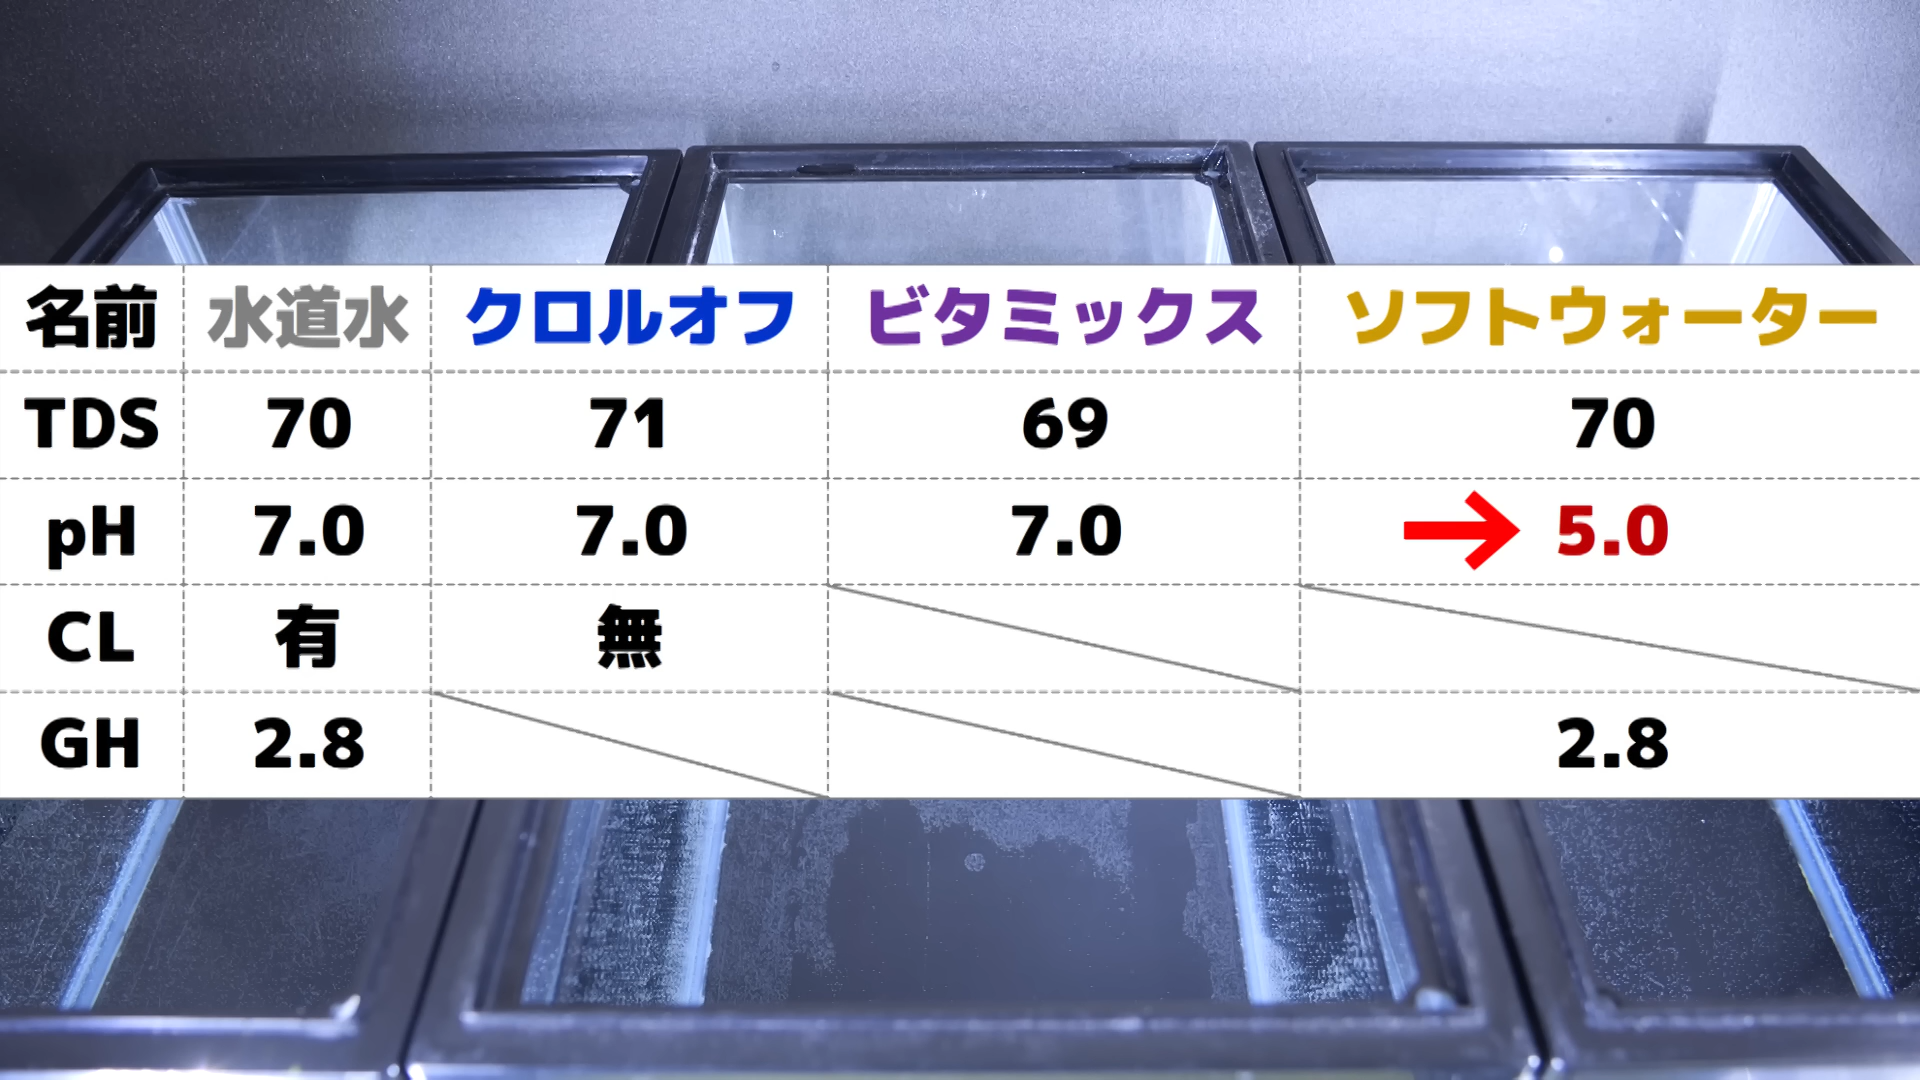 名前 水道水 クロルオフ ビタミックス ソフトウォーター
TDS 70 71 69 70
pH 7.0 7.0 7.0 → 5.0
CL 有 無
GH 2.8 2.8